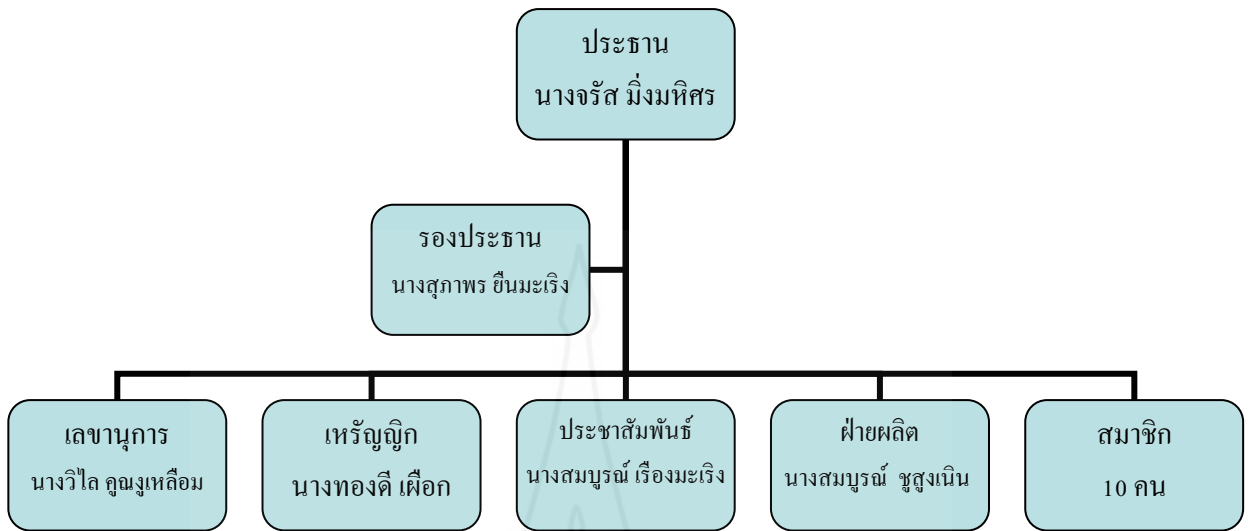 ประธาน
นางจรัส มิ่งมหิศร
รองประธาน
นางสุภาพร ยืนมะเริง
เลขานุการ
นางวิไล คูณงูเหลือม
เหรัญญิก
นางทองดี เผือก
ประชาสัมพันธ์
นางสมบูรณ์ เรืองมะเริง
ฝ่ายผลิต
นางสมบูรณ์ ชูสูงเนิน
สมาชิก
10 คน